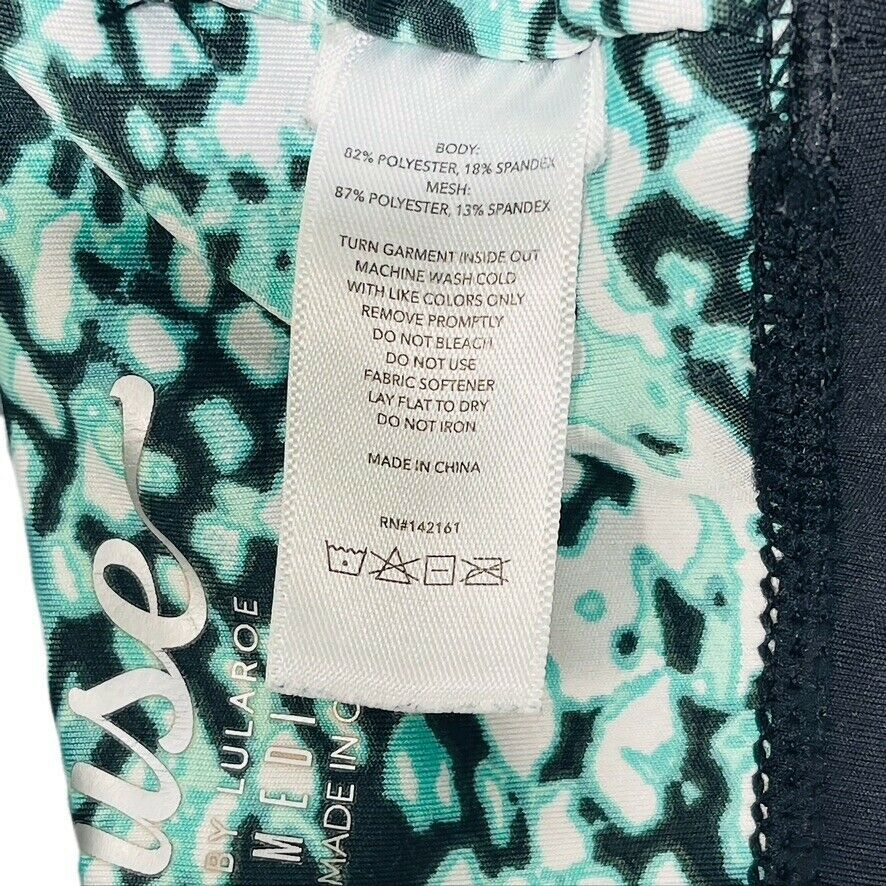 BODY:
82% POLYESTER, 18% SPANDEX
MESH:
87% POLYESTER, 13% SPANDEX
TURN GARMENT INSIDE OUT
MACHINE WASH COLD
WITH LIKE COLORS ONLY
REMOVE PROMPTLY
DO NOT BLEACH
DO NOT USE
FABRIC SOFTENER
LAY FLAT TO DRY
DO NOT IRON
MADE IN CHINA
RN#142161
use
BY LULAROE
MEDI
MADE IN C